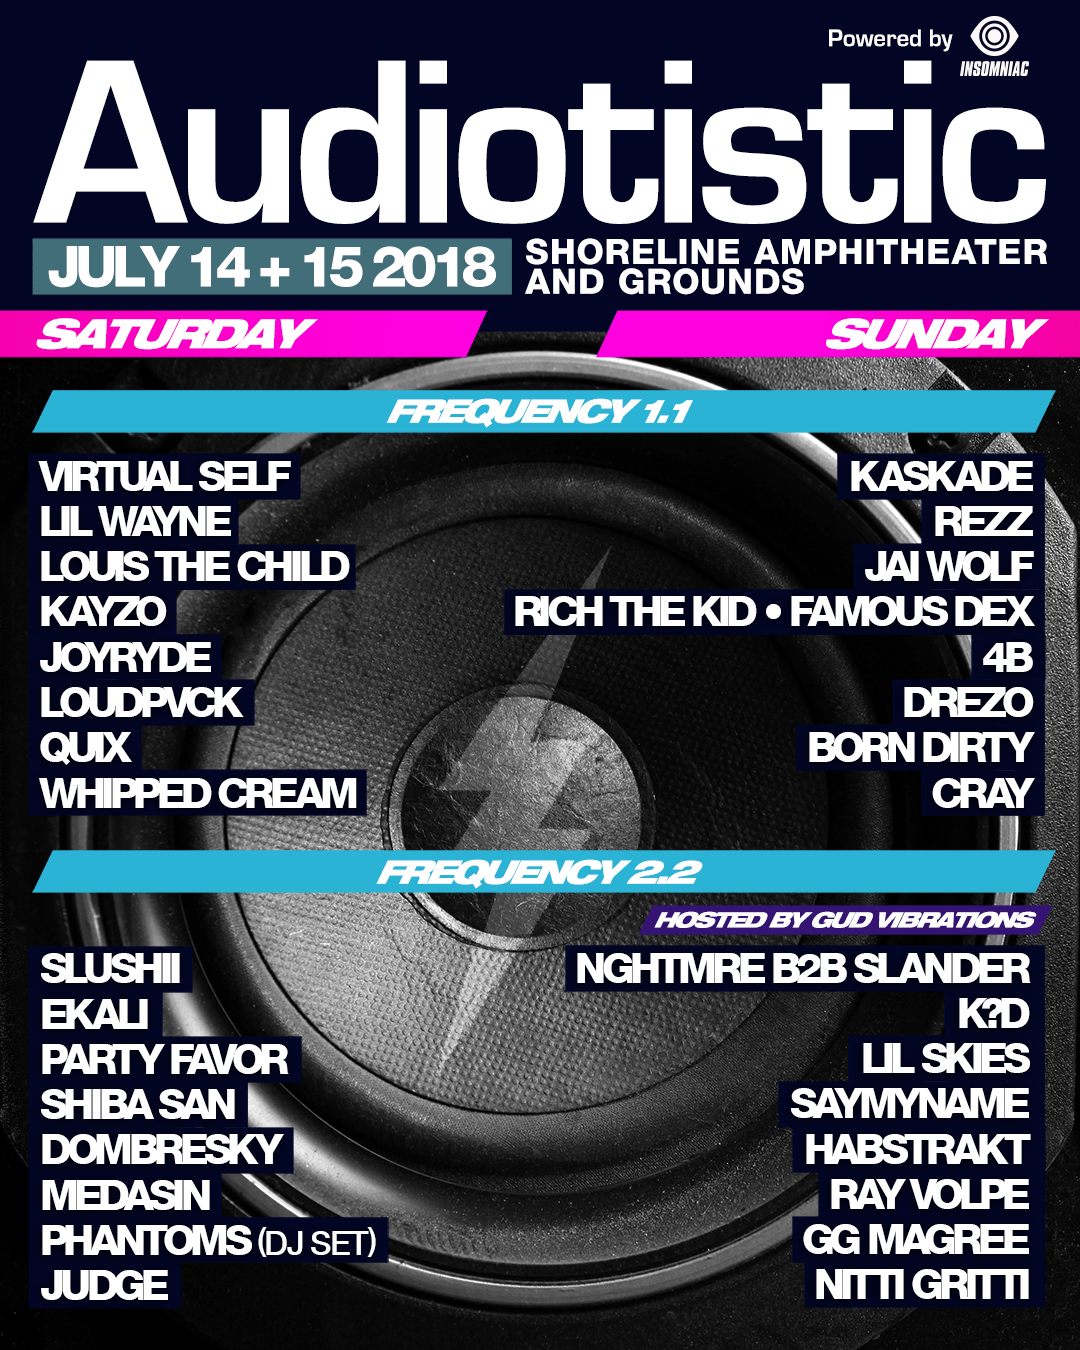 Powered by
INSOMNIAC
Audiotistic
JULY 14 + 15 2018
SHORELINE AMPHITHEATER
AND GROUNDS
SATURDAY
SUNDAY
FREQUENCY 1.1
VIRTUAL SELF
LIL WAYNE
LOUIS THE CHILD
KAYZO
JOYRYDE
LOUDPVCK
QUIX
WHIPPED CREAM
KASKADE
REZZ
JAI WOLF
RICH THE KID • FAMOUS DEX
4B
DREZO
BORN DIRTY
CRAY
FREQUENCY 2.2
SLUSHII
EKALI
PARTY FAVOR
SHIBA SAN
DOMBRESKY
MEDASIN
PHANTOMS (DJ SET)
JUDGE
HOSTED BY GUD VIBRATIONS
NGHTMRE B2B SLANDER
K?D
LIL SKIES
SAYMYNAME
HABSTRAKT
RAY VOLPE
GG MAGREE
NITTI GRITTI